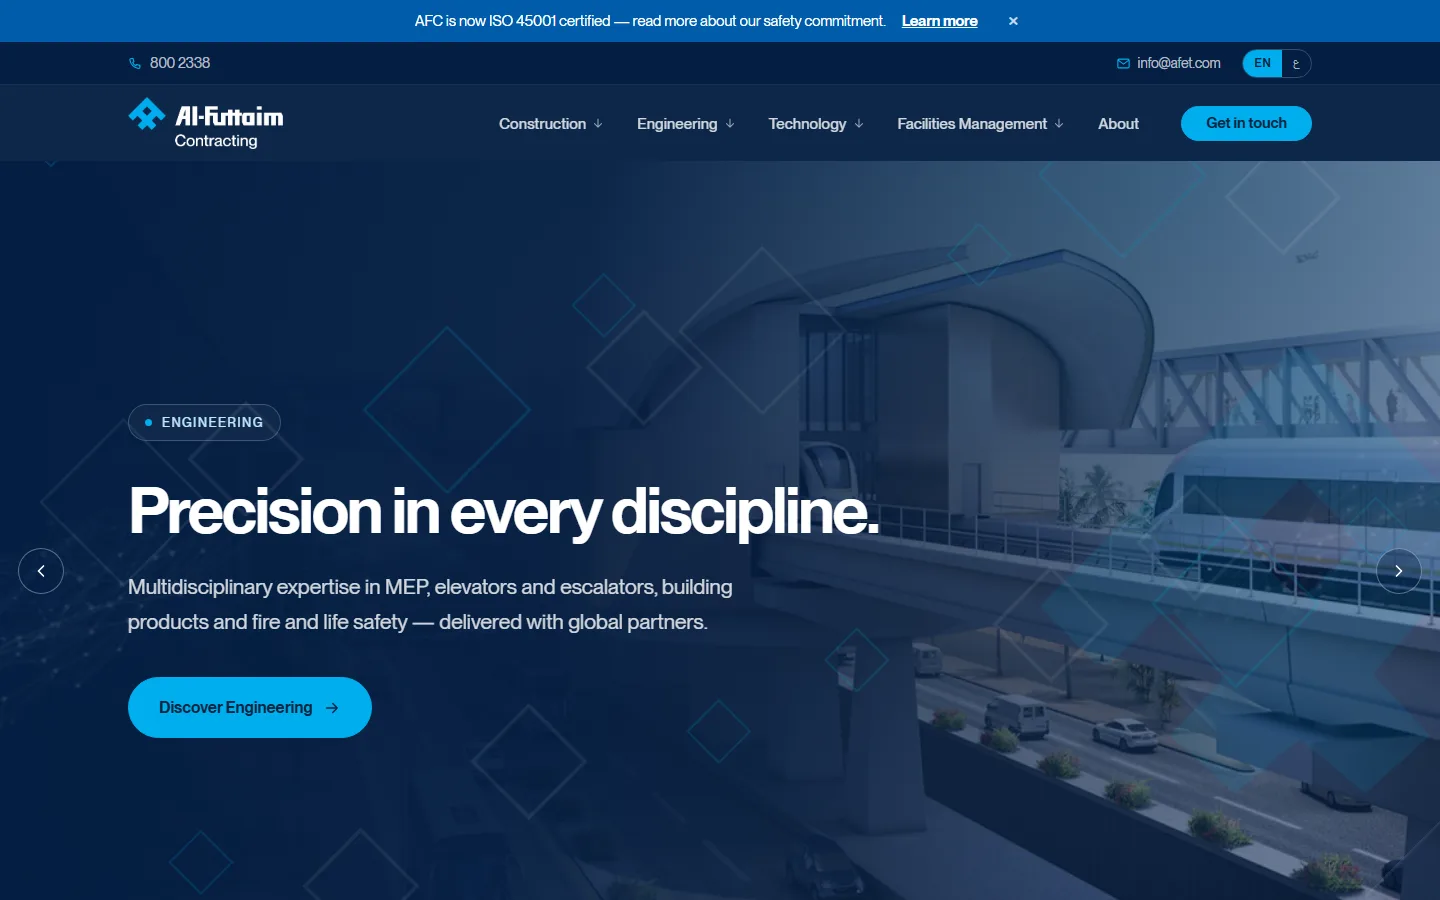 AFC is now ISO 45001 certified — read more about our safety commitment. Learn more ×
800 2338
info@afet.com
EN ع
Al-Futtaim
Contracting
Construction ↓ Engineering ↓ Technology ↓ Facilities Management ↓ About Get in touch
ENGINEERING
Precision in every discipline.
Multidisciplinary expertise in MEP, elevators and escalators, building
products and fire and life safety — delivered with global partners.
Discover Engineering →